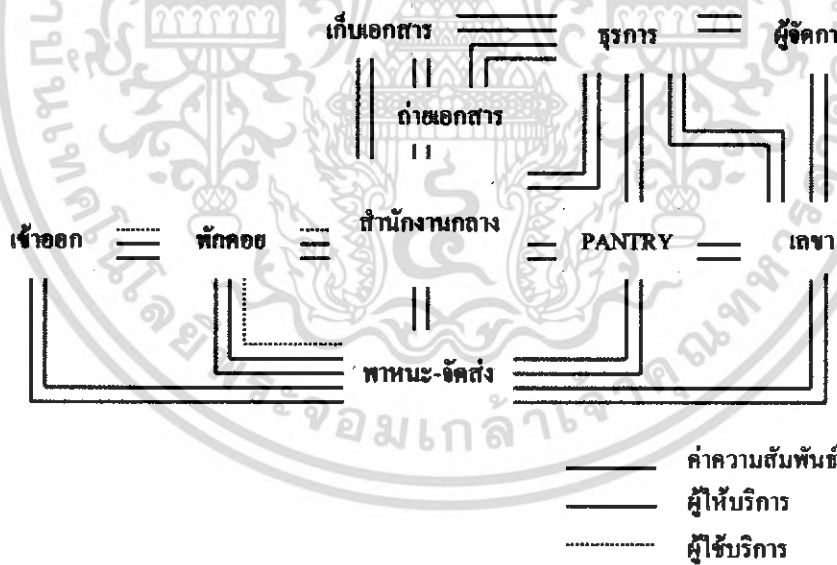 เก็บเอกสาร
ธุรการ
ผู้จัดกา
ถ่ายเอกสาร
เข้าออก
พักคอย
สำนักงานกลาง
PANTRY
เลขา
พาหนะ-จัดส่ง
ค่าความสัมพันธ์
ผู้ให้บริการ
ผู้ใช้บริการ